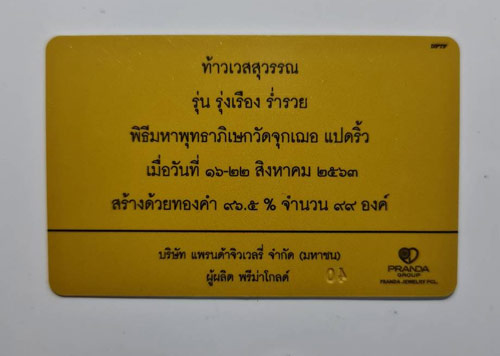 ท้าวเวสสุวรรณ
รุ่น รุ่งเรือง ร่ำรวย
พิธีมหาพุทธาภิเษกวัดจุกเฌอ แปดริ้ว
เมื่อวันที่ ๑๖-๒๒ สิงหาคม ๒๕๖๓
สร้างด้วยทองคำ ๙๖.๕ % จำนวน ๙๙ องค์
บริษัท แพรนด้าจิวเวลรี่ จำกัด (มหาชน)
ผู้ผลิต พรีม่าโกลด์
PRANDA
GROUP
PRANDA JEWELRY PCL.